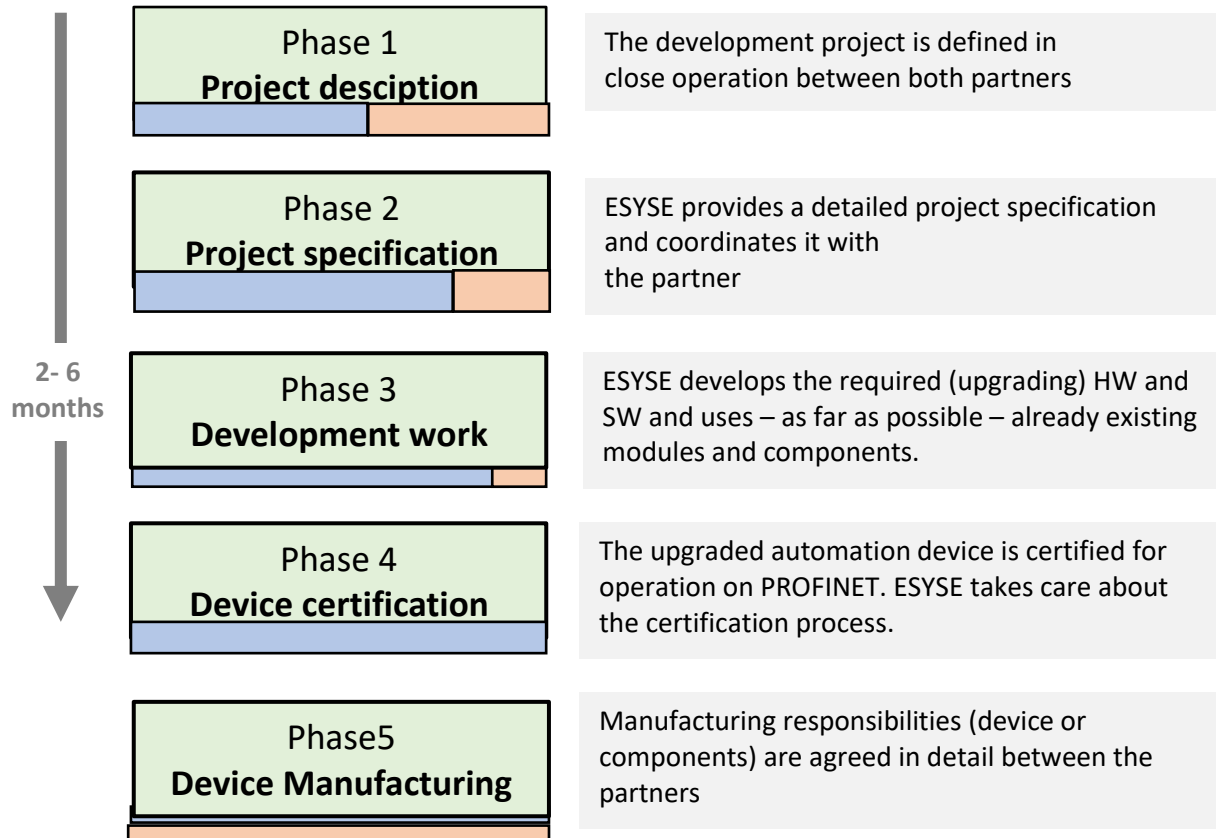 Phase 1
Project desciption
The development project is defined in
close operation between both partners
Phase 2
Project specification
ESYSE provides a detailed project specification
and coordinates it with
the partner
2- 6
months
Phase 3
Development work
ESYSE develops the required (upgrading) HW and
SW and uses – as far as possible – already existing
modules and components.
Phase 4
Device certification
The upgraded automation device is certified for
operation on PROFINET. ESYSE takes care about
the certification process.
Phase5
Device Manufacturing
Manufacturing responsibilities (device or
components) are agreed in detail between the
partners